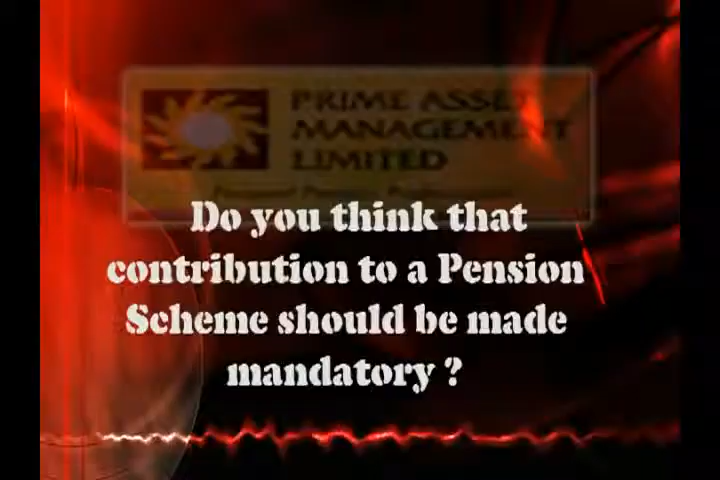 PRIME ASSET
MANAGEMENT
LIMITED
Do you think that
contribution to a Pension
Scheme should be made
mandatory ?